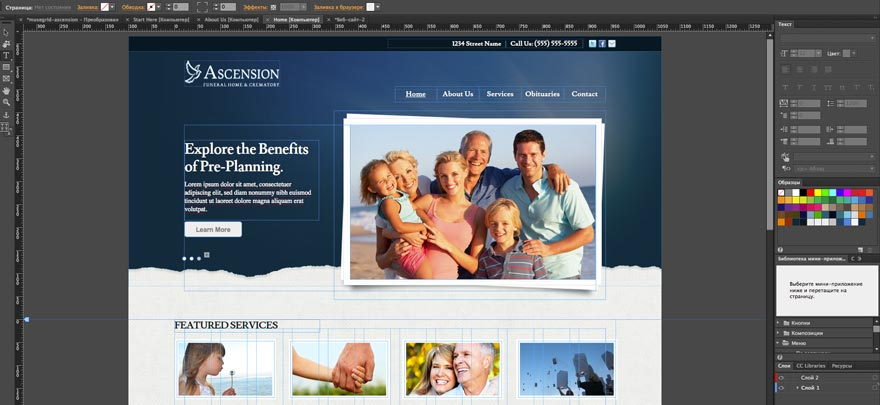 Страница: Нет состояния Заливка: Обводка: 0 0 Эффекты: Заливка в браузере:
*musegrid-ascension - Преобразован × Start Here [Компьютер] × About Us [Компьютер] × Home [Компьютер] × *Веб-сайт-2
Текст
1234 Street Name Call Us: (555) 555-5555
Цвет:
ASCENSION
FUNERAL HOME & CREMATORY
Home About Us Services Obituaries Contact
Explore the Benefits
of Pre-Planning.
Lorem ipsum dolor sit amet, consectetuer
adipiscing elit, sed diam nonummy nibh euismod
tincidunt ut laoreet dolore magna aliquam erat
volutpat.
Learn More
Образцы
Библиотека мини-прилож...
Выберите мини-приложение
ниже и перетащите на
страницу.
Кнопки
Композиции
Меню
FEATURED SERVICES
Слои CC Libraries Ресурсы
Слой 2
Слой 1